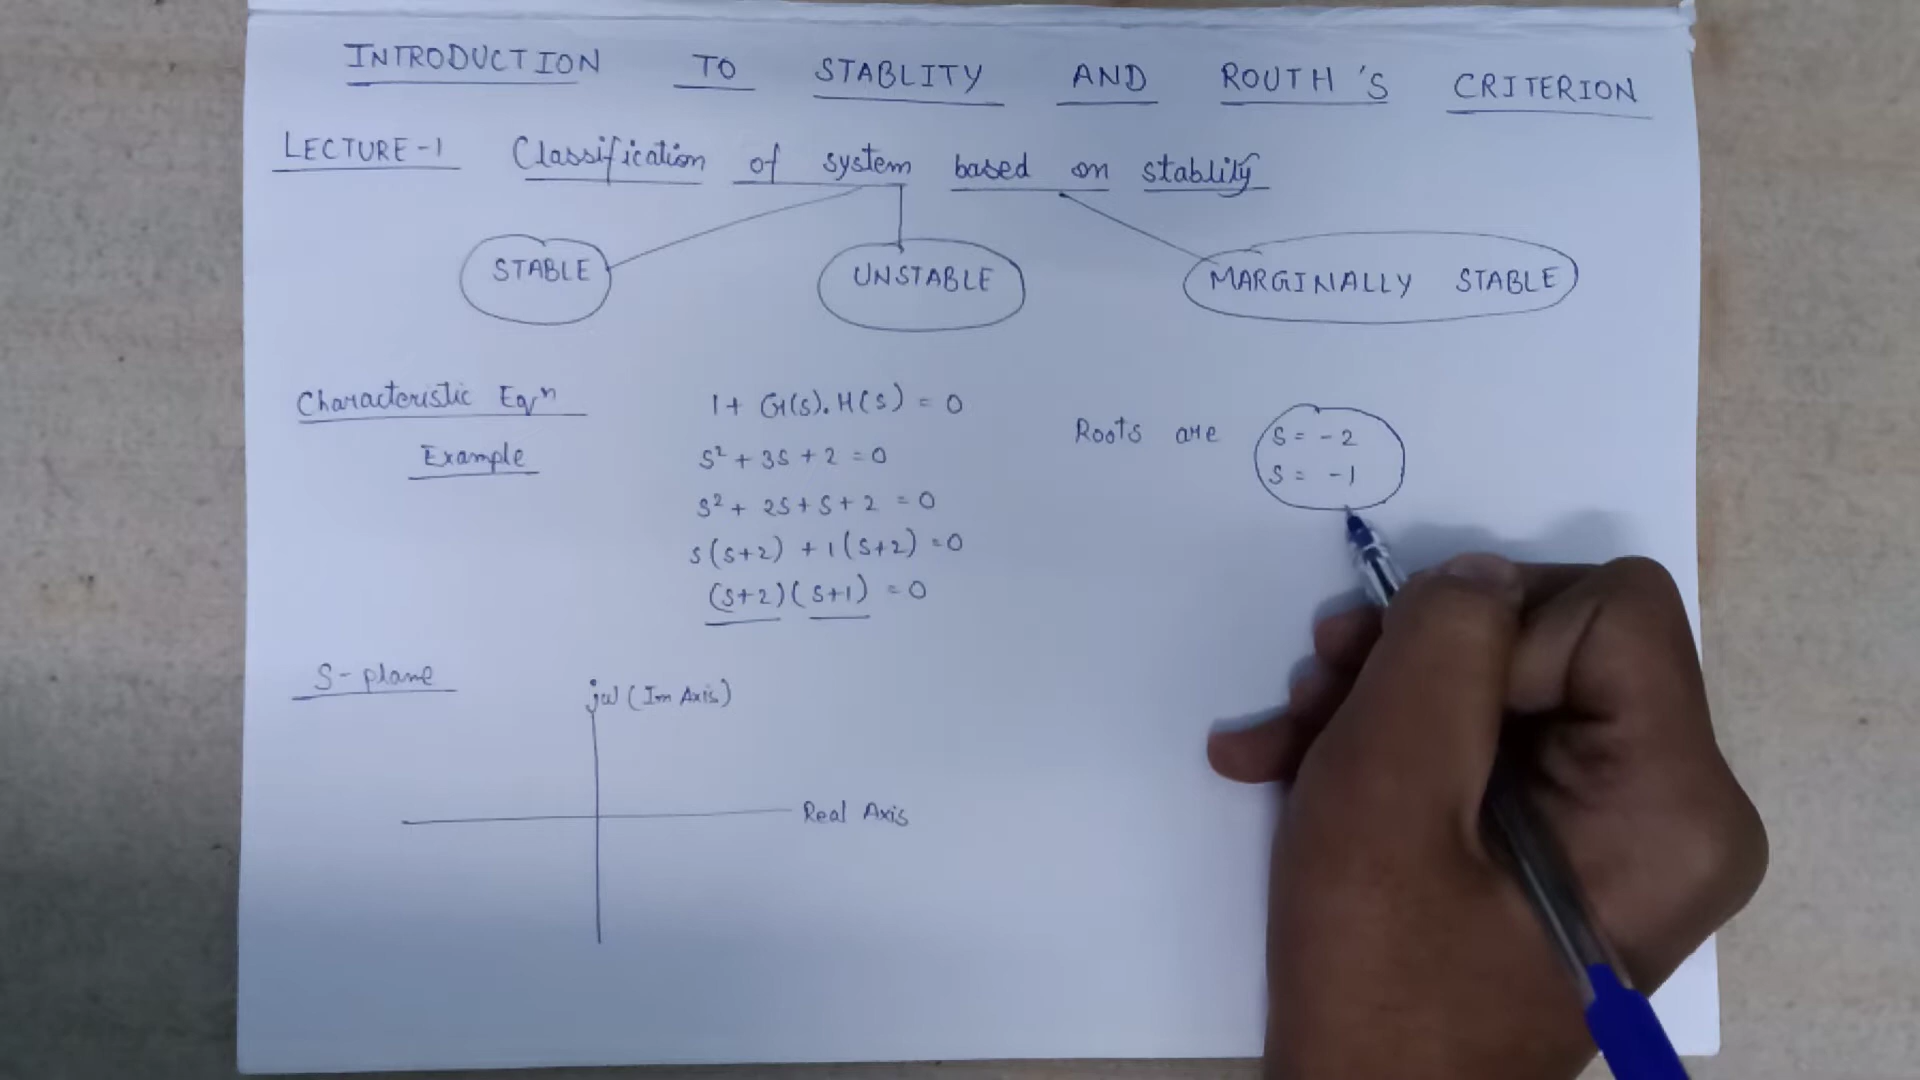 INTRODUCTION TO STABLITY AND ROUTH'S CRITERION
LECTURE-1 Classification of system based on stablity
STABLE UNSTABLE MARGINALLY STABLE
Characteristic Eqⁿ 1 + G(s).H(s) = 0
Roots are S = -2
S = -1
Example S² + 3S + 2 = 0
S² + 2S + S + 2 = 0
S(S+2) + 1(S+2) = 0
(S+2)(S+1) = 0
S-plane
jω (Im Axis)
Real Axis